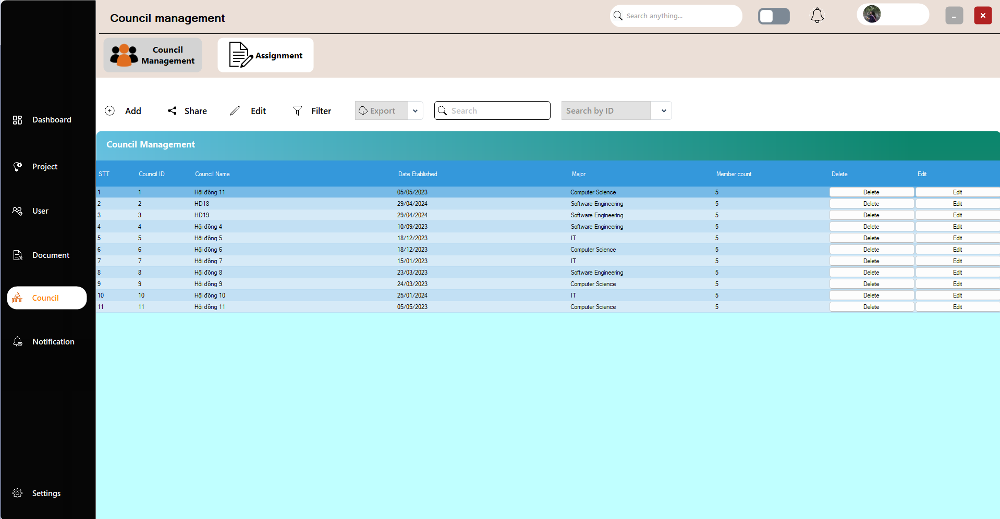 Council management
Search anything...
Council Management
Assignment
Add Share Edit Filter Export Search Search by ID
Dashboard
Project
User
Document
Council
Notification
Settings
Council Management
STT Council ID Council Name Date Etablished Major Member count Delete Edit
1 1 Hội đồng 11 05/05/2023 Computer Science 5 Delete Edit
2 2 HD18 29/04/2024 Software Engineering 5 Delete Edit
3 3 HD19 29/04/2024 Software Engineering 5 Delete Edit
4 4 Hội đồng 4 10/09/2023 Software Engineering 5 Delete Edit
5 5 Hội đồng 5 18/12/2023 IT 5 Delete Edit
6 6 Hội đồng 6 18/12/2023 Computer Science 5 Delete Edit
7 7 Hội đồng 7 15/01/2023 IT 5 Delete Edit
8 8 Hội đồng 8 23/03/2023 Software Engineering 5 Delete Edit
9 9 Hội đồng 9 24/03/2023 Computer Science 5 Delete Edit
10 10 Hội đồng 10 25/01/2024 IT 5 Delete Edit
11 11 Hội đồng 11 05/05/2023 Computer Science 5 Delete Edit